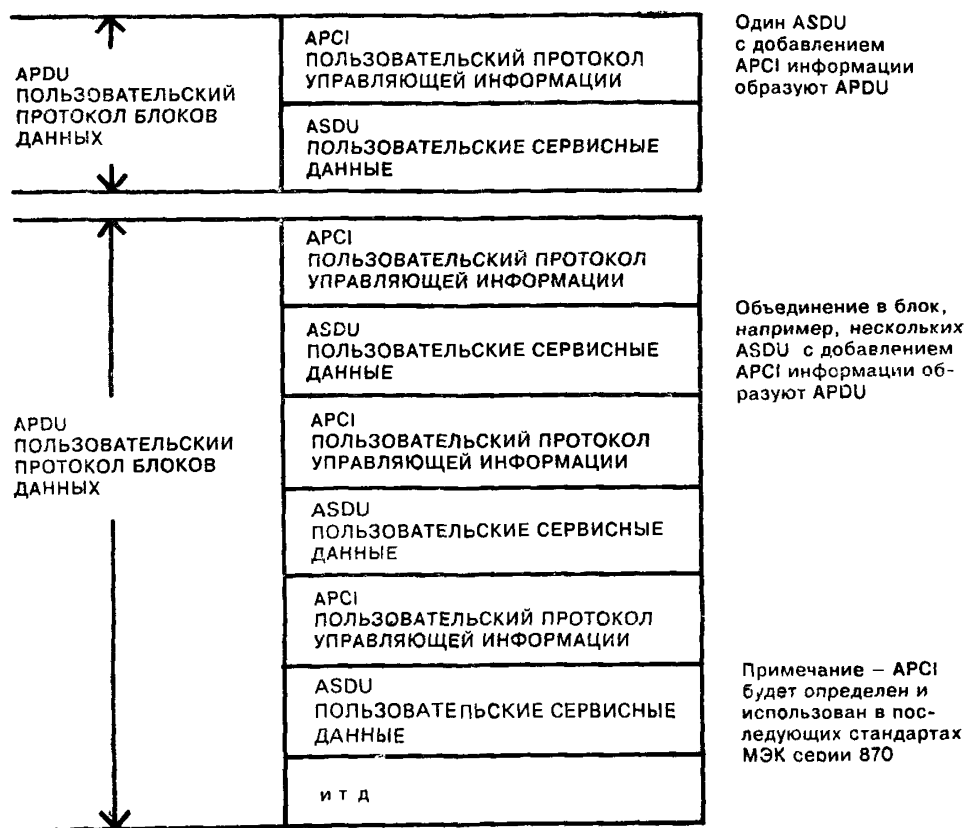 APDU
ПОЛЬЗОВАТЕЛЬСКИЙ
ПРОТОКОЛ БЛОКОВ
ДАННЫХ
APCI
ПОЛЬЗОВАТЕЛЬСКИЙ ПРОТОКОЛ
УПРАВЛЯЮЩЕЙ ИНФОРМАЦИИ
ASDU
ПОЛЬЗОВАТЕЛЬСКИЕ СЕРВИСНЫЕ
ДАННЫЕ
Один ASDU
с добавлением
APCI информации
образуют APDU
APDU
ПОЛЬЗОВАТЕЛЬСКИИ
ПРОТОКОЛ БЛОКОВ
ДАННЫХ
APCI
ПОЛЬЗОВАТЕЛЬСКИЙ ПРОТОКОЛ
УПРАВЛЯЮЩЕЙ ИНФОРМАЦИИ
ASDU
ПОЛЬЗОВАТЕЛЬСКИЕ СЕРВИСНЫЕ
ДАННЫЕ
APCI
ПОЛЬЗОВАТЕЛЬСКИЙ ПРОТОКОЛ
УПРАВЛЯЮЩЕЙ ИНФОРМАЦИИ
ASDU
ПОЛЬЗОВАТЕЛЬСКИЕ СЕРВИСНЫЕ
ДАННЫЕ
APCI
ПОЛЬЗОВАТЕЛЬСКИЙ ПРОТОКОЛ
УПРАВЛЯЮЩЕЙ ИНФОРМАЦИИ
ASDU
ПОЛЬЗОВАТЕЛЬСКИЕ СЕРВИСНЫЕ
ДАННЫЕ
и т д
Объединение в блок,
например, нескольких
ASDU с добавлением
APCI информации об-
разуют APDU
Примечание – APCI
будет определен и
использован в пос-
ледующих стандартах
МЭК серии 870